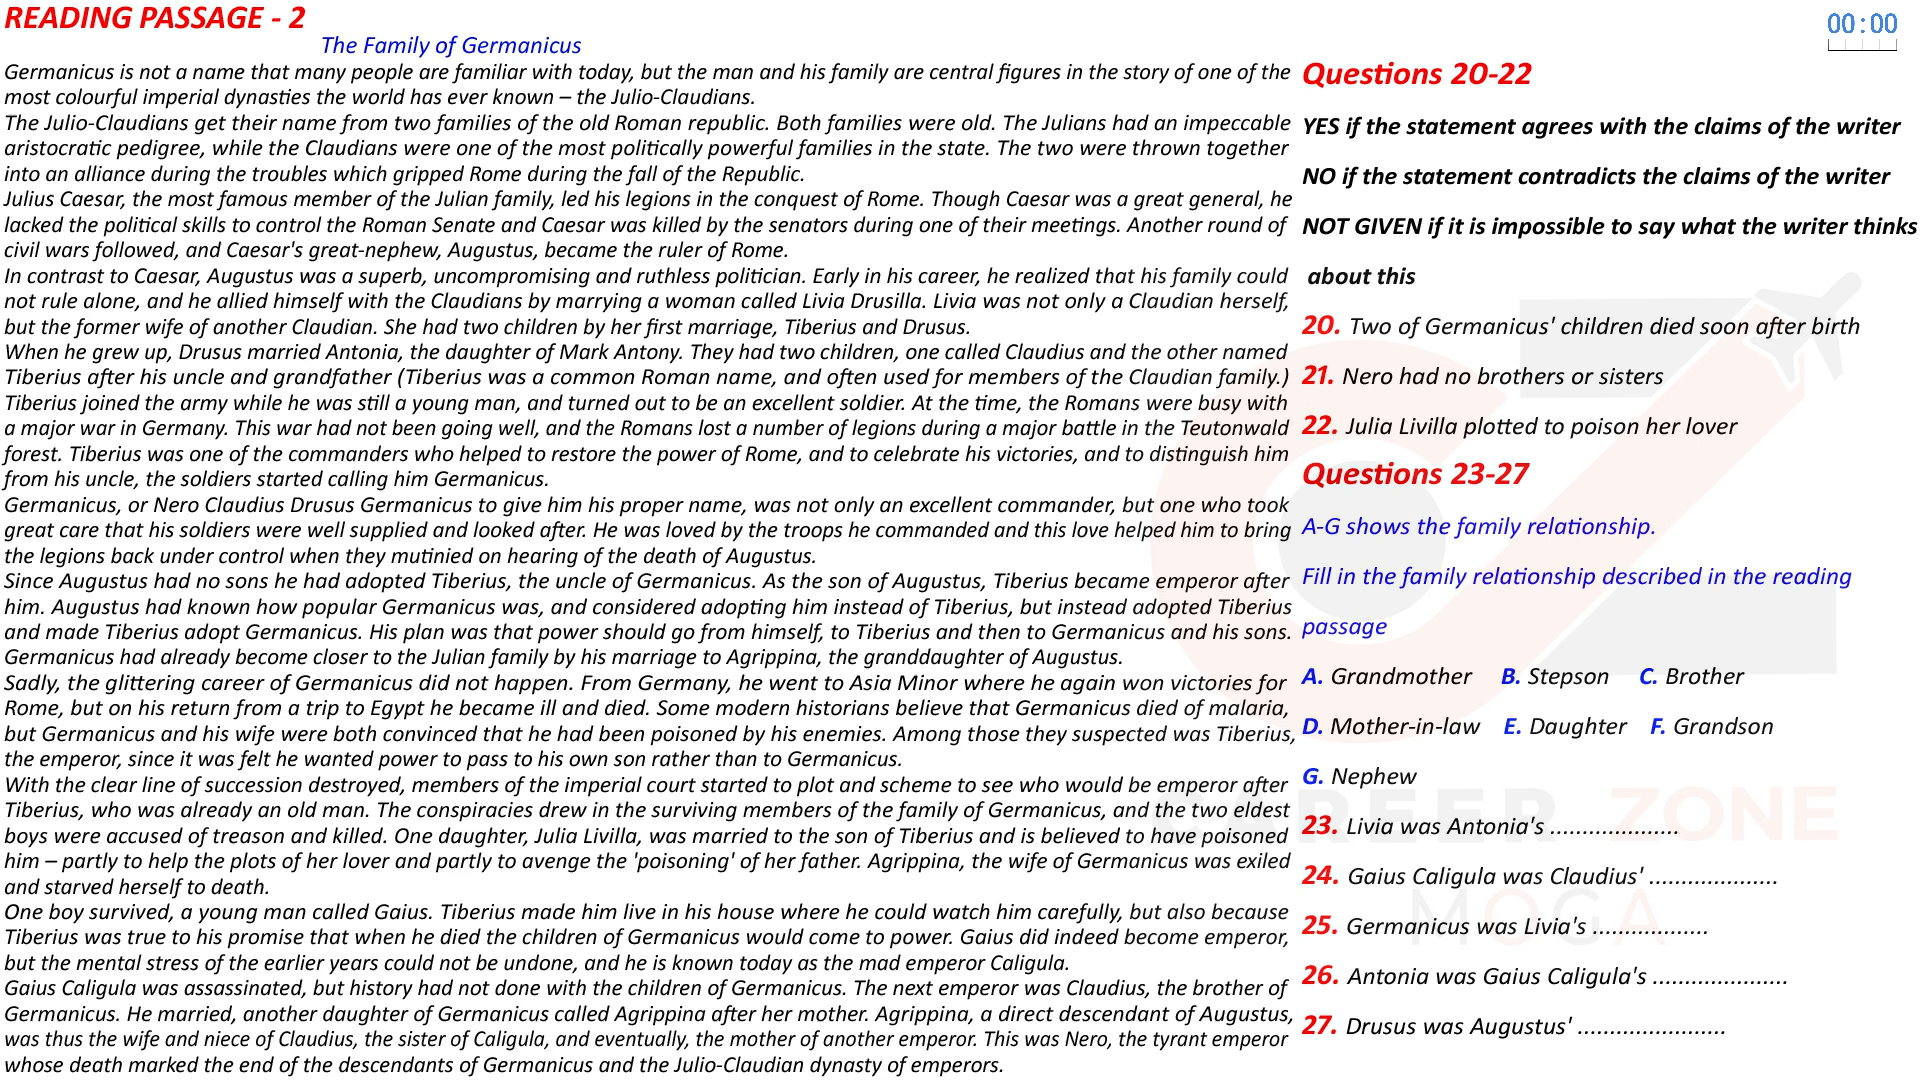 READING PASSAGE - 2
The Family of Germanicus
Germanicus is not a name that many people are familiar with today, but the man and his family are central figures in the story of one of the
most colourful imperial dynasties the world has ever known – the Julio-Claudians.
The Julio-Claudians get their name from two families of the old Roman republic. Both families were old. The Julians had an impeccable
aristocratic pedigree, while the Claudians were one of the most politically powerful families in the state. The two were thrown together
into an alliance during the troubles which gripped Rome during the fall of the Republic.
Julius Caesar, the most famous member of the Julian family, led his legions in the conquest of Rome. Though Caesar was a great general, he
lacked the political skills to control the Roman Senate and Caesar was killed by the senators during one of their meetings. Another round of
civil wars followed, and Caesar's great-nephew, Augustus, became the ruler of Rome.
In contrast to Caesar, Augustus was a superb, uncompromising and ruthless politician. Early in his career, he realized that his family could
not rule alone, and he allied himself with the Claudians by marrying a woman called Livia Drusilla. Livia was not only a Claudian herself,
but the former wife of another Claudian. She had two children by her first marriage, Tiberius and Drusus.
When he grew up, Drusus married Antonia, the daughter of Mark Antony. They had two children, one called Claudius and the other named
Tiberius after his uncle and grandfather (Tiberius was a common Roman name, and often used for members of the Claudian family.)
Tiberius joined the army while he was still a young man, and turned out to be an excellent soldier. At the time, the Romans were busy with
a major war in Germany. This war had not been going well, and the Romans lost a number of legions during a major battle in the Teutonwald
forest. Tiberius was one of the commanders who helped to restore the power of Rome, and to celebrate his victories, and to distinguish him
from his uncle, the soldiers started calling him Germanicus.
Germanicus, or Nero Claudius Drusus Germanicus to give him his proper name, was not only an excellent commander, but one who took
great care that his soldiers were well supplied and looked after. He was loved by the troops he commanded and this love helped him to bring
the legions back under control when they mutinied on hearing of the death of Augustus.
Since Augustus had no sons he had adopted Tiberius, the uncle of Germanicus. As the son of Augustus, Tiberius became emperor after
him. Augustus had known how popular Germanicus was, and considered adopting him instead of Tiberius, but instead adopted Tiberius
and made Tiberius adopt Germanicus. His plan was that power should go from himself, to Tiberius and then to Germanicus and his sons.
Germanicus had already become closer to the Julian family by his marriage to Agrippina, the granddaughter of Augustus.
Sadly, the glittering career of Germanicus did not happen. From Germany, he went to Asia Minor where he again won victories for
Rome, but on his return from a trip to Egypt he became ill and died. Some modern historians believe that Germanicus died of malaria,
but Germanicus and his wife were both convinced that he had been poisoned by his enemies. Among those they suspected was Tiberius,
the emperor, since it was felt he wanted power to pass to his own son rather than to Germanicus.
With the clear line of succession destroyed, members of the imperial court started to plot and scheme to see who would be emperor after
Tiberius, who was already an old man. The conspiracies drew in the surviving members of the family of Germanicus, and the two eldest
boys were accused of treason and killed. One daughter, Julia Livilla, was married to the son of Tiberius and is believed to have poisoned
him – partly to help the plots of her lover and partly to avenge the 'poisoning' of her father. Agrippina, the wife of Germanicus was exiled
and starved herself to death.
One boy survived, a young man called Gaius. Tiberius made him live in his house where he could watch him carefully, but also because
Tiberius was true to his promise that when he died the children of Germanicus would come to power. Gaius did indeed become emperor,
but the mental stress of the earlier years could not be undone, and he is known today as the mad emperor Caligula.
Gaius Caligula was assassinated, but history had not done with the children of Germanicus. The next emperor was Claudius, the brother of
Germanicus. He married, another daughter of Germanicus called Agrippina after her mother. Agrippina, a direct descendant of Augustus,
was thus the wife and niece of Claudius, the sister of Caligula, and eventually, the mother of another emperor. This was Nero, the tyrant emperor
whose death marked the end of the descendants of Germanicus and the Julio-Claudian dynasty of emperors.
00:00
Questions 20-22
YES if the statement agrees with the claims of the writer
NO if the statement contradicts the claims of the writer
NOT GIVEN if it is impossible to say what the writer thinks
about this
20. Two of Germanicus' children died soon after birth
21. Nero had no brothers or sisters
22. Julia Livilla plotted to poison her lover
Questions 23-27
A-G shows the family relationship.
Fill in the family relationship described in the reading
passage
A. Grandmother B. Stepson C. Brother
D. Mother-in-law E. Daughter F. Grandson
G. Nephew
23. Livia was Antonia's ....................
24. Gaius Caligula was Claudius' ....................
25. Germanicus was Livia's ..................
26. Antonia was Gaius Caligula's .....................
27. Drusus was Augustus' .......................
CAREER ZONE
MOGA